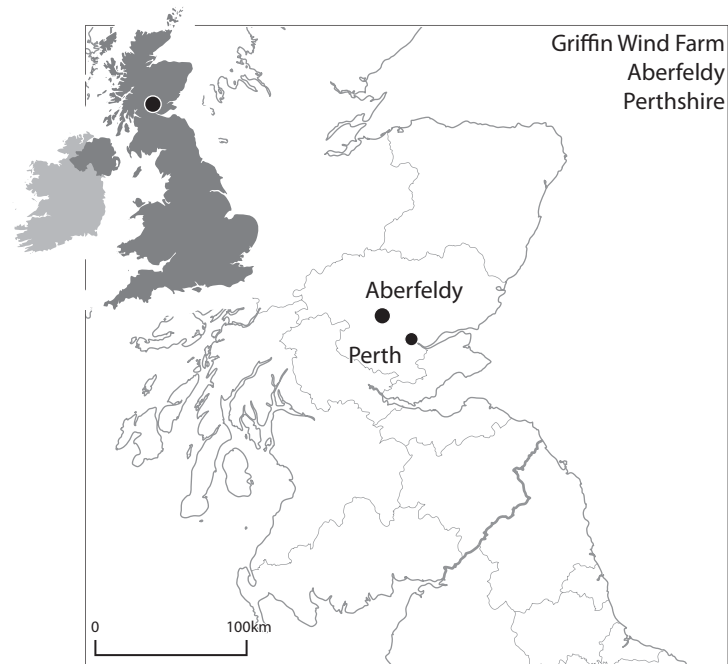 Griffin Wind Farm
Aberfeldy
Perthshire
Aberfeldy
Perth
0 100km